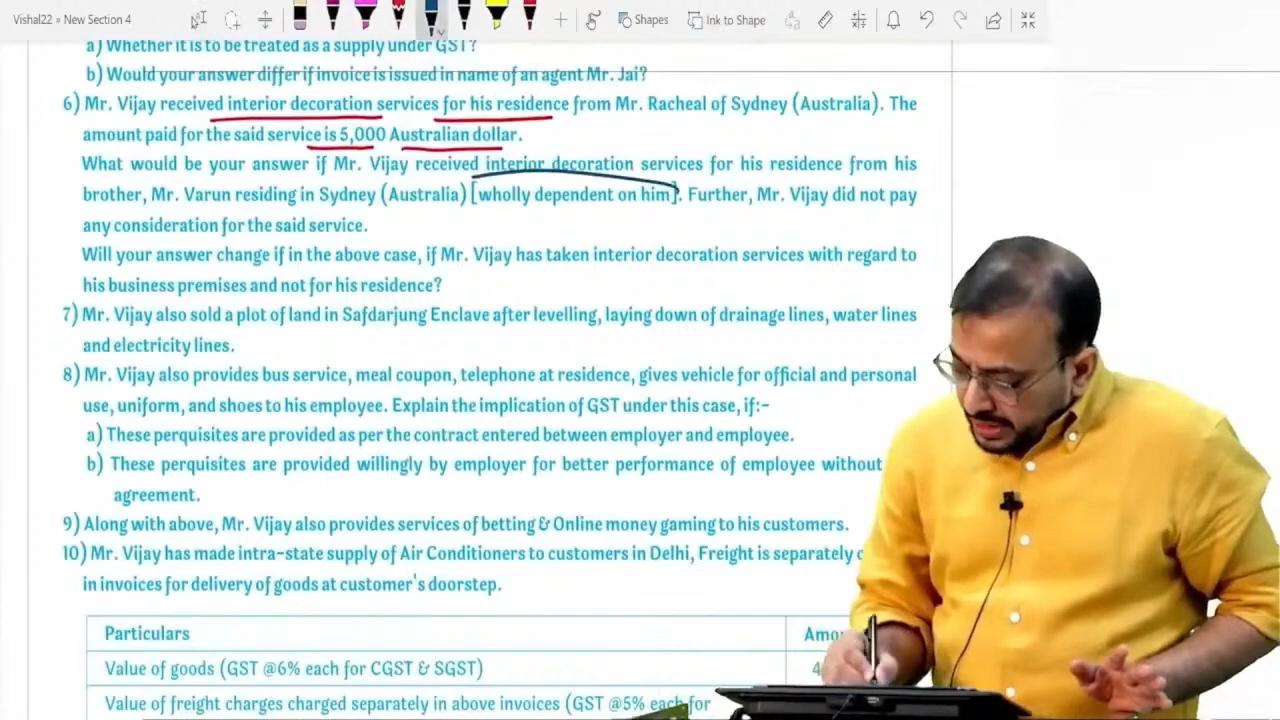 Vishal22 » New Section 4
Shapes
Ink to Shape
a) Whether it is to be treated as a supply under GST?
b) Would your answer differ if invoice is issued in name of an agent Mr. Jai?
6) Mr. Vijay received interior decoration services for his residence from Mr. Racheal of Sydney (Australia). The
amount paid for the said service is 5,000 Australian dollar.
What would be your answer if Mr. Vijay received interior decoration services for his residence from his
brother, Mr. Varun residing in Sydney (Australia) [wholly dependent on him]. Further, Mr. Vijay did not pay
any consideration for the said service.
Will your answer change if in the above case, if Mr. Vijay has taken interior decoration services with regard to
his business premises and not for his residence?
7) Mr. Vijay also sold a plot of land in Safdarjung Enclave after levelling, laying down of drainage lines, water lines
and electricity lines.
8) Mr. Vijay also provides bus service, meal coupon, telephone at residence, gives vehicle for official and personal
use, uniform, and shoes to his employee. Explain the implication of GST under this case, if:-
a) These perquisites are provided as per the contract entered between employer and employee.
b) These perquisites are provided willingly by employer for better performance of employee without
agreement.
9) Along with above, Mr. Vijay also provides services of betting & Online money gaming to his customers.
10) Mr. Vijay has made intra-state supply of Air Conditioners to customers in Delhi, Freight is separately
in invoices for delivery of goods at customer's doorstep.
Particulars
Value of goods (GST @6% each for CGST & SGST)
Value of freight charges charged separately in above invoices (GST @5% each for